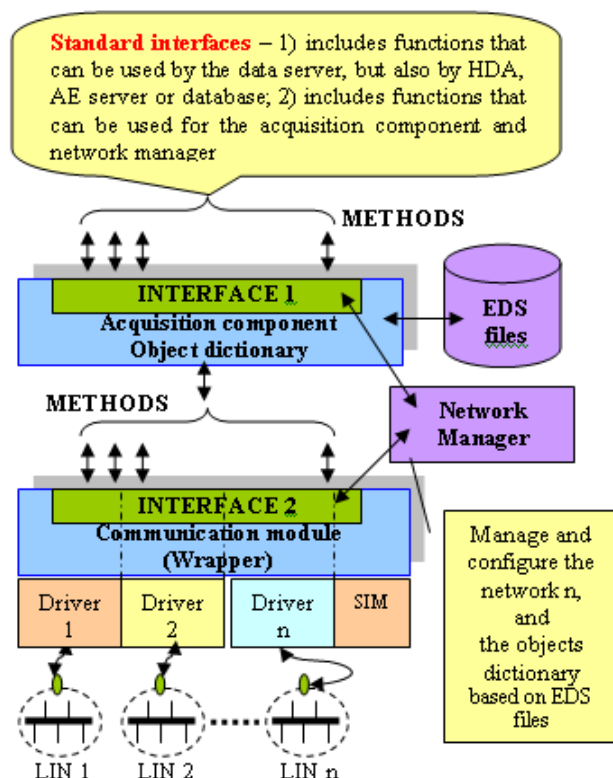 Standard interfaces – 1) includes functions that
can be used by the data server, but also by HDA,
AE server or database; 2) includes functions that
can be used for the acquisition component and
network manager
METHODS
INTERFACE 1
Acquisition component
Object dictionary
EDS
files
METHODS
Network
Manager
INTERFACE 2
Communication module
(Wrapper)
Driver
1
Driver
2
Driver
n
SIM
Manage and
configure the
network n,
and
the objects
dictionary
based on EDS
files
LIN 1
LIN 2
LIN n